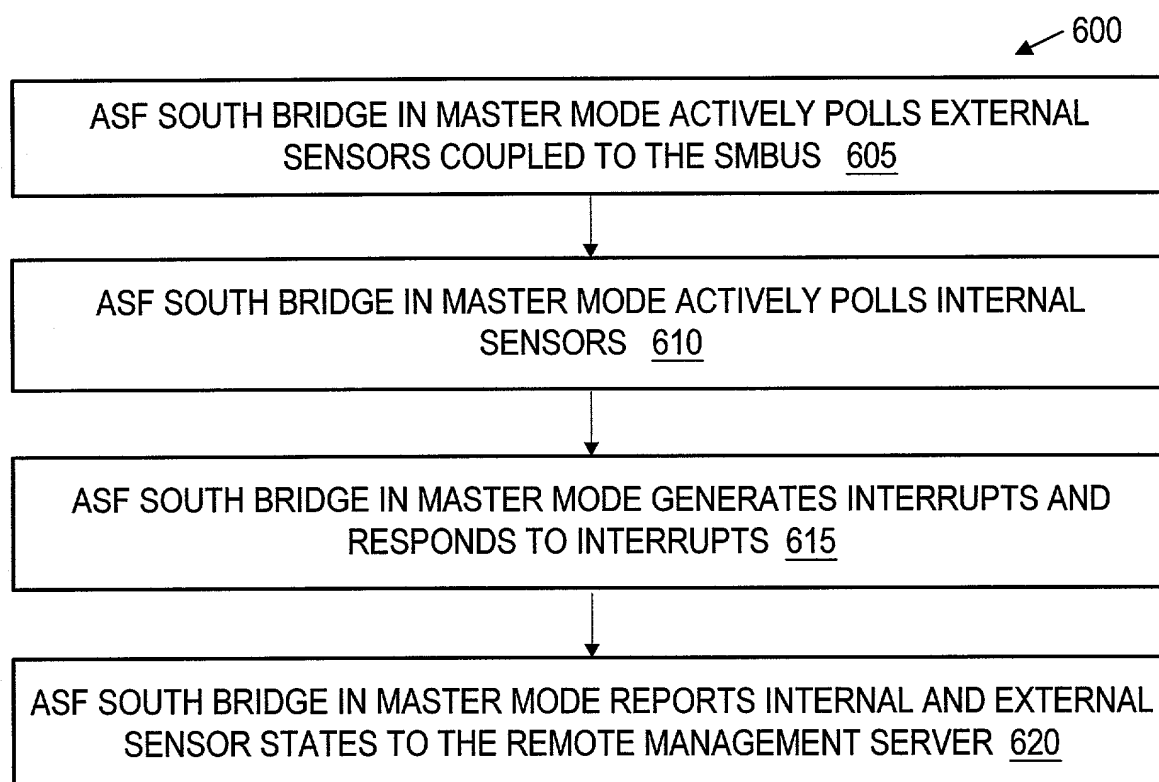 600
ASF SOUTH BRIDGE IN MASTER MODE ACTIVELY POLLS EXTERNAL
SENSORS COUPLED TO THE SMBUS 605
ASF SOUTH BRIDGE IN MASTER MODE ACTIVELY POLLS INTERNAL
SENSORS 610
ASF SOUTH BRIDGE IN MASTER MODE GENERATES INTERRUPTS AND
RESPONDS TO INTERRUPTS 615
ASF SOUTH BRIDGE IN MASTER MODE REPORTS INTERNAL AND EXTERNAL
SENSOR STATES TO THE REMOTE MANAGEMENT SERVER 620